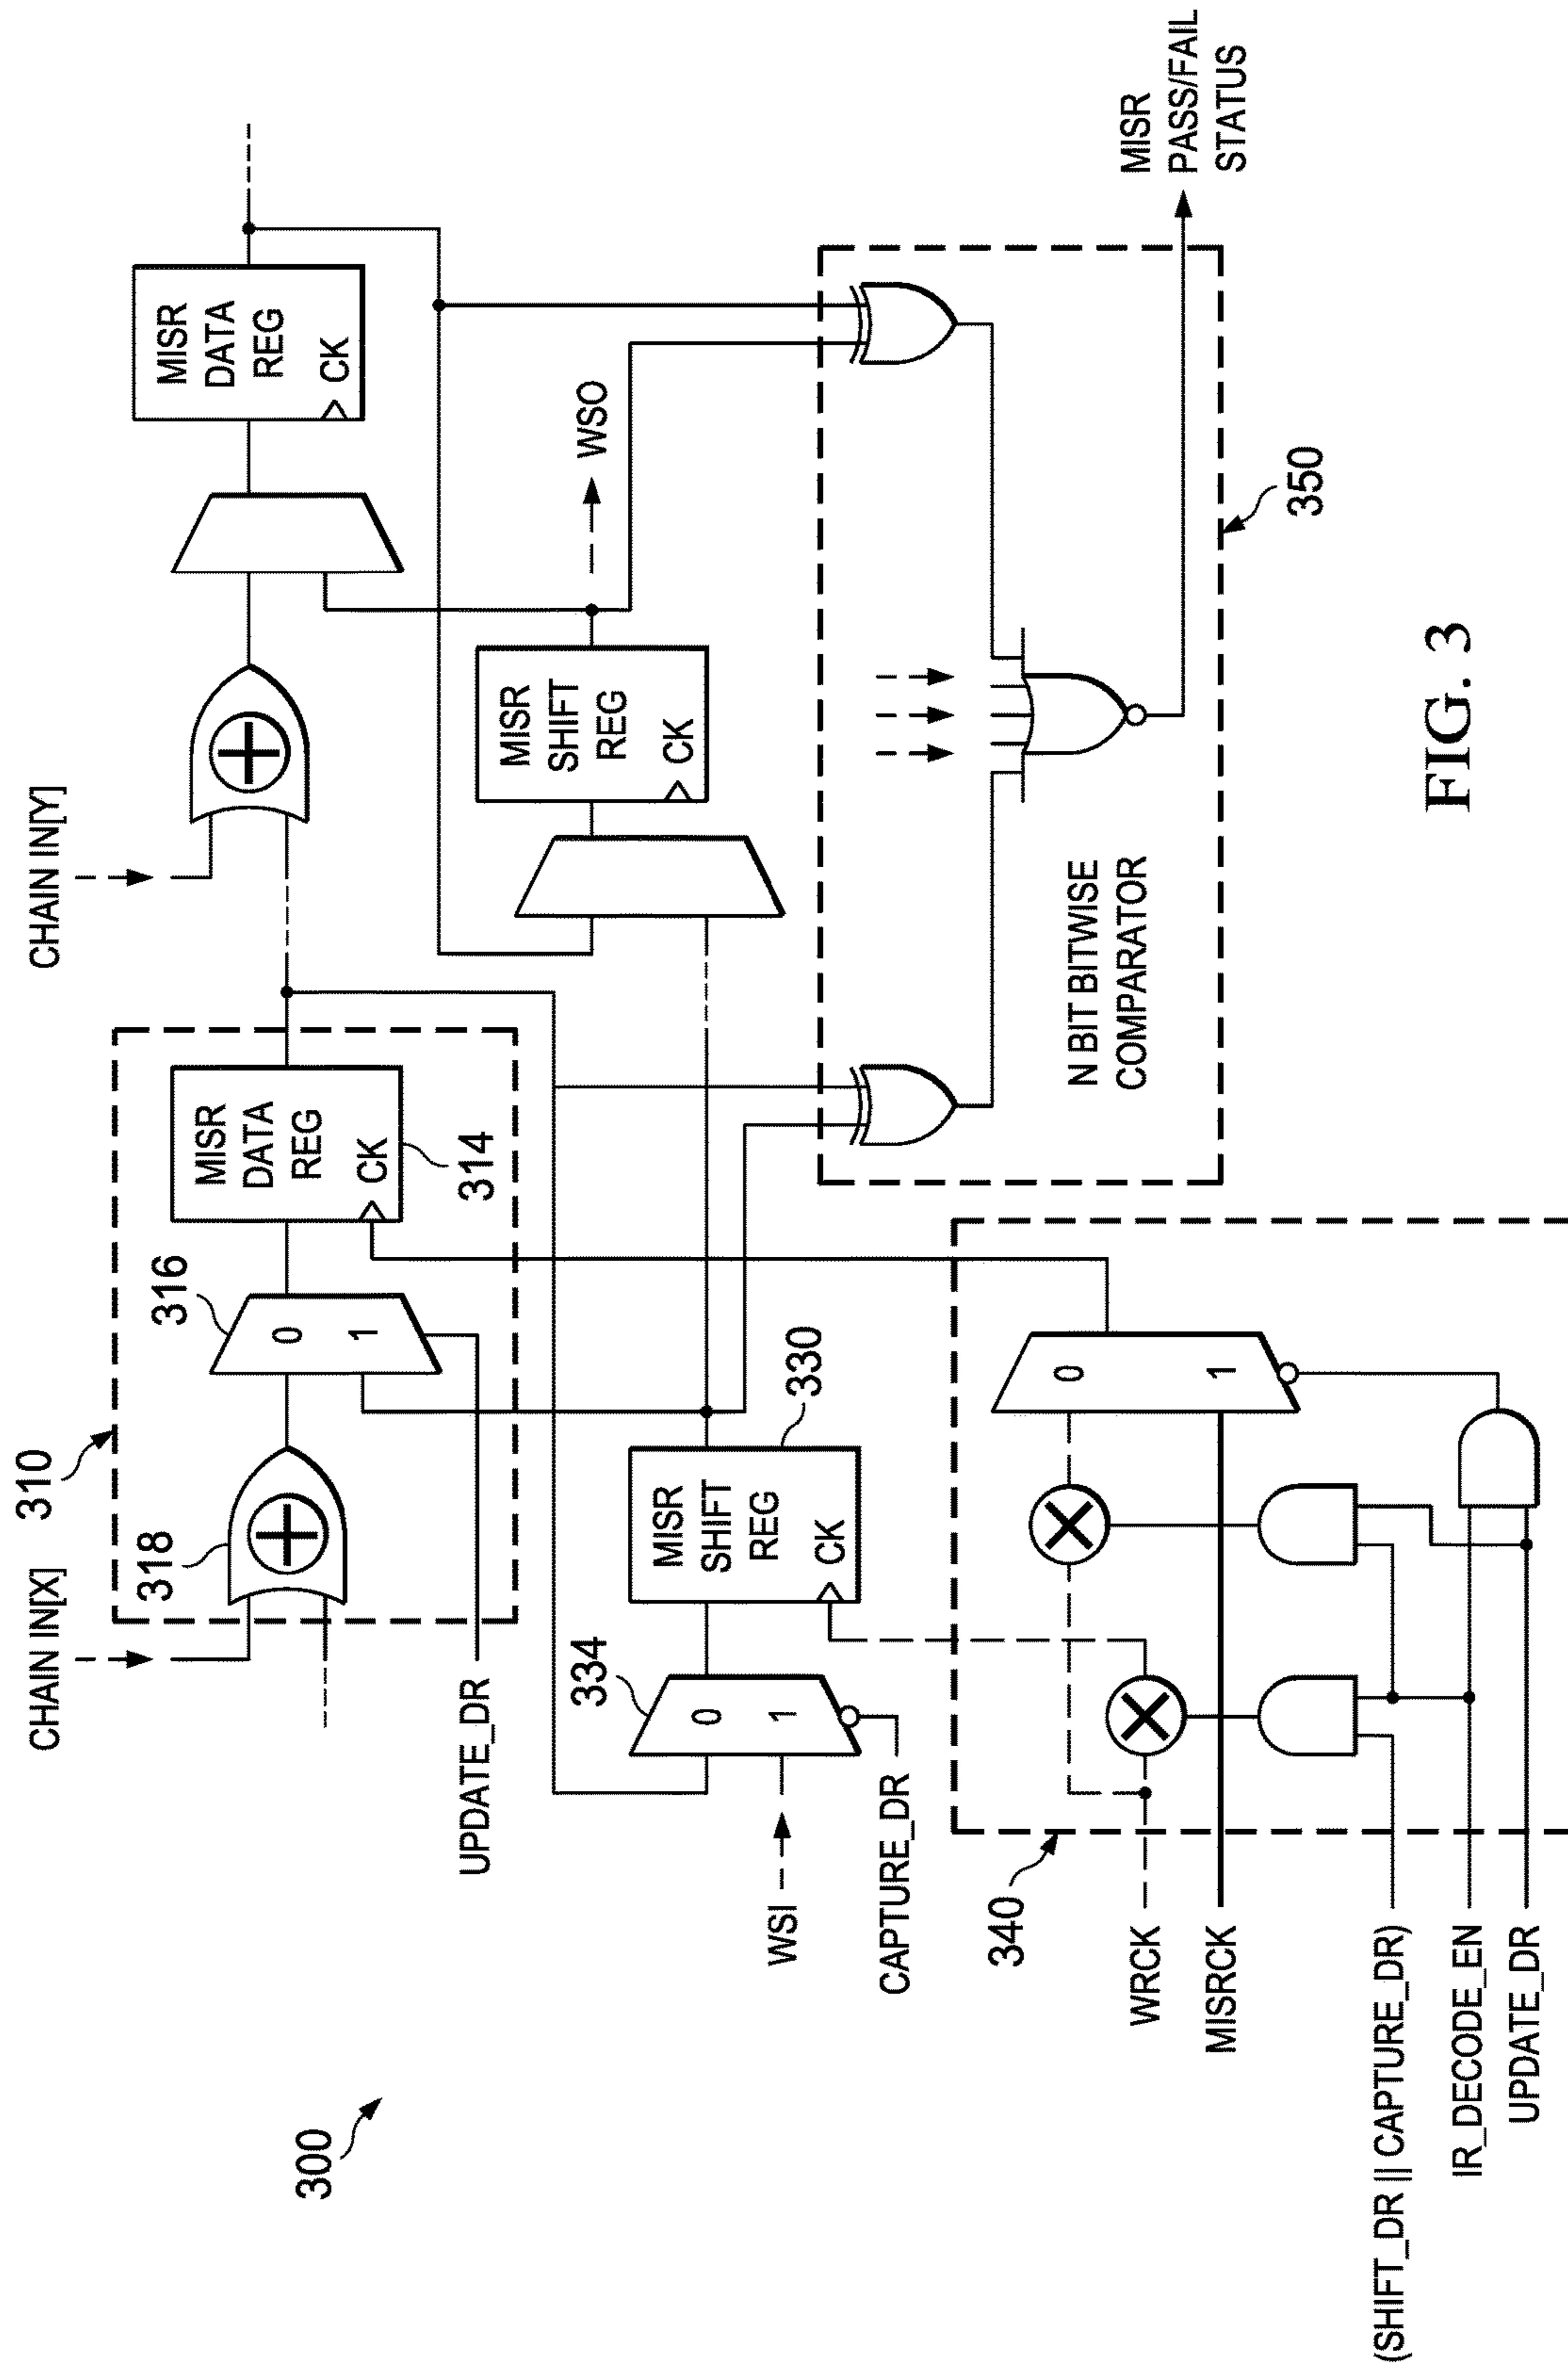 300
CHAIN IN[X]
318
310
316
0
1
MISR
DATA
REG
CK
314
UPDATE_DR
CHAIN IN[Y]
MISR
DATA
REG
CK
334
0
1
WSI
CAPTURE_DR
MISR
SHIFT
REG
CK
330
MISR
SHIFT
REG
CK
WSO
340
WRCK
MISRCK
(SHIFT_DR || CAPTURE_DR)
IR_DECODE_EN
UPDATE_DR
0
1
N BIT BITWISE
COMPARATOR
350
MISR
PASS/FAIL
STATUS
FIG. 3